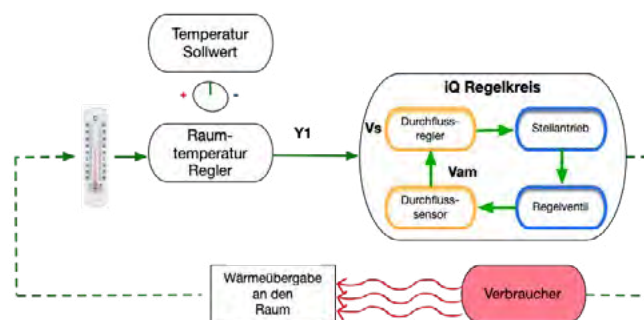 Temperatur
Sollwert
+
-
Raum-
temperatur
Regler
Y1
iQ Regelkreis
Vs
Durchfluss-
regler
Stellantrieb
Vam
Durchfluss-
sensor
Regelventil
Wärmeübergabe
an den
Raum
Verbraucher